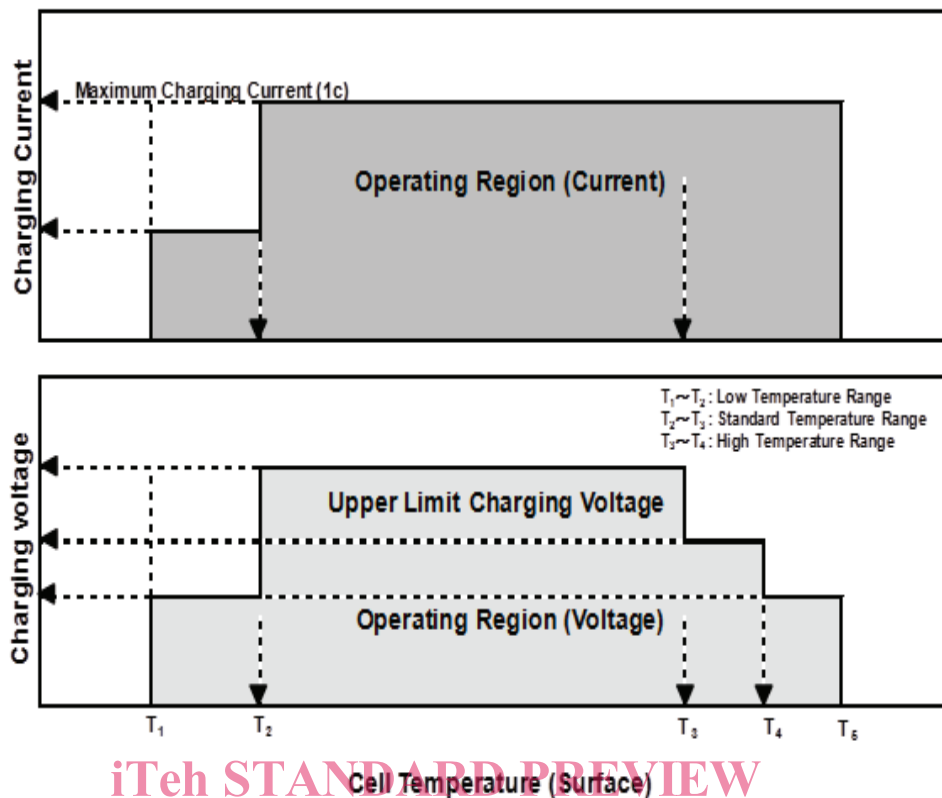 Charging Current
Maximum Charging Current (1c)
Operating Region (Current)
Charging voltage
T₁~T₂: Low Temperature Range
T₂~T₃: Standard Temperature Range
T₃~T₄: High Temperature Range
Upper Limit Charging Voltage
Operating Region (Voltage)
T₁ T₂ T₃ T₄ T₅
iTeh STANDARD PREVIEW
Cell Temperature (Surface)